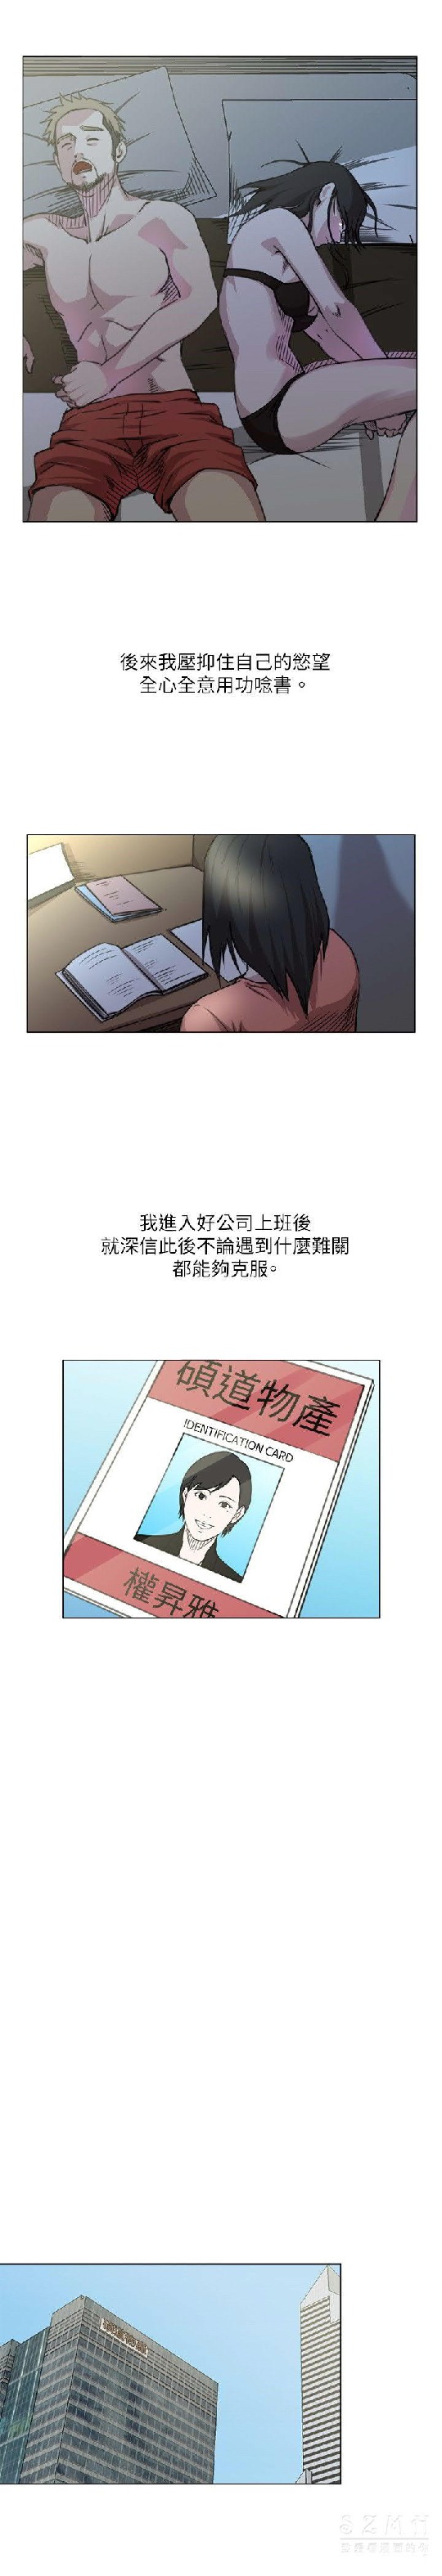 後來我壓抑住自己的慾望
全心全意用功唸書。
我進入好公司上班後
就深信此後不論遇到什麼難關
都能夠克服。
碩道物產
IDENTIFICATION CARD
權昇雅
SZMH